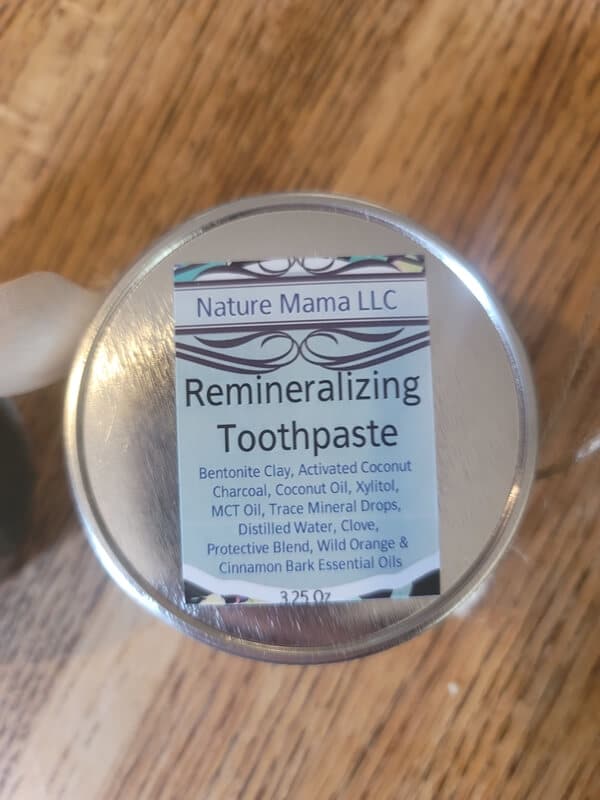 Nature Mama LLC
Remineralizing
Toothpaste
Bentonite Clay, Activated Coconut
Charcoal, Coconut Oil, Xylitol,
MCT Oil, Trace Mineral Drops,
Distilled Water, Clove,
Protective Blend, Wild Orange &
Cinnamon Bark Essential Oils
3.25 Oz